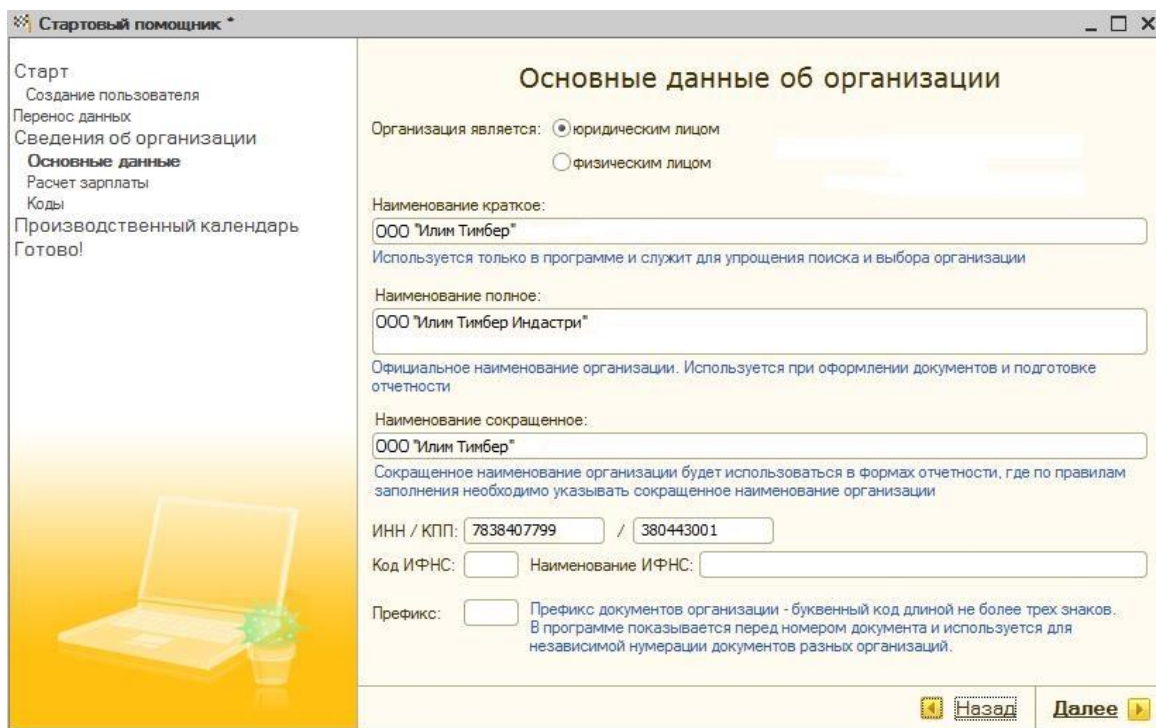 Стартовый помощник *
Старт
Создание пользователя
Перенос данных
Сведения об организации
Основные данные
Расчет зарплаты
Коды
Производственный календарь
Готово!
Основные данные об организации
Организация является: юридическим лицом
физическим лицом
Наименование краткое:
ООО "Илим Тимбер"
Используется только в программе и служит для упрощения поиска и выбора организации
Наименование полное:
ООО "Илим Тимбер Индастри"
Официальное наименование организации. Используется при оформлении документов и подготовке
отчетности
Наименование сокращенное:
ООО "Илим Тимбер"
Сокращенное наименование организации будет использоваться в формах отчетности, где по правилам
заполнения необходимо указывать сокращенное наименование организации
ИНН / КПП: 7838407799 / 380443001
Код ИФНС: Наименование ИФНС:
Префикс: Префикс документов организации - буквенный код длиной не более трех знаков.
В программе показывается перед номером документа и используется для
независимой нумерации документов разных организаций.
Назад Далее